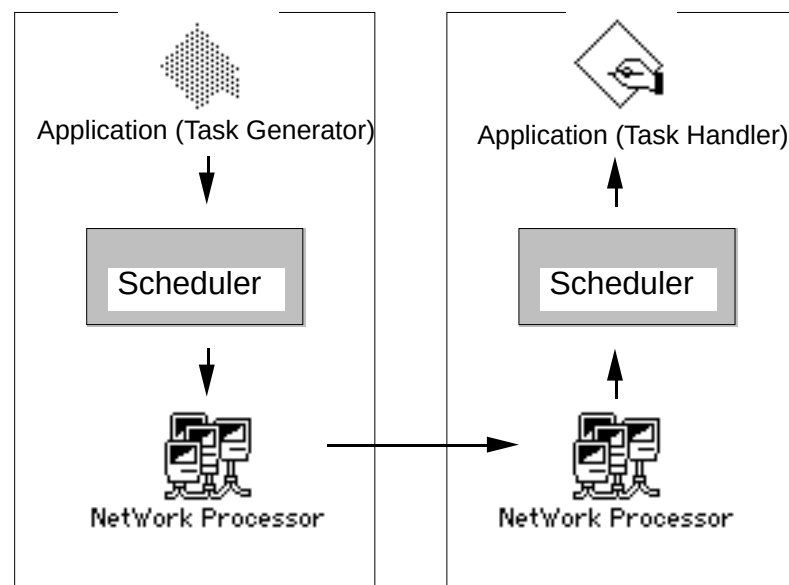 Application (Task Generator)
Scheduler
NetWork Processor
Application (Task Handler)
Scheduler
NetWork Processor